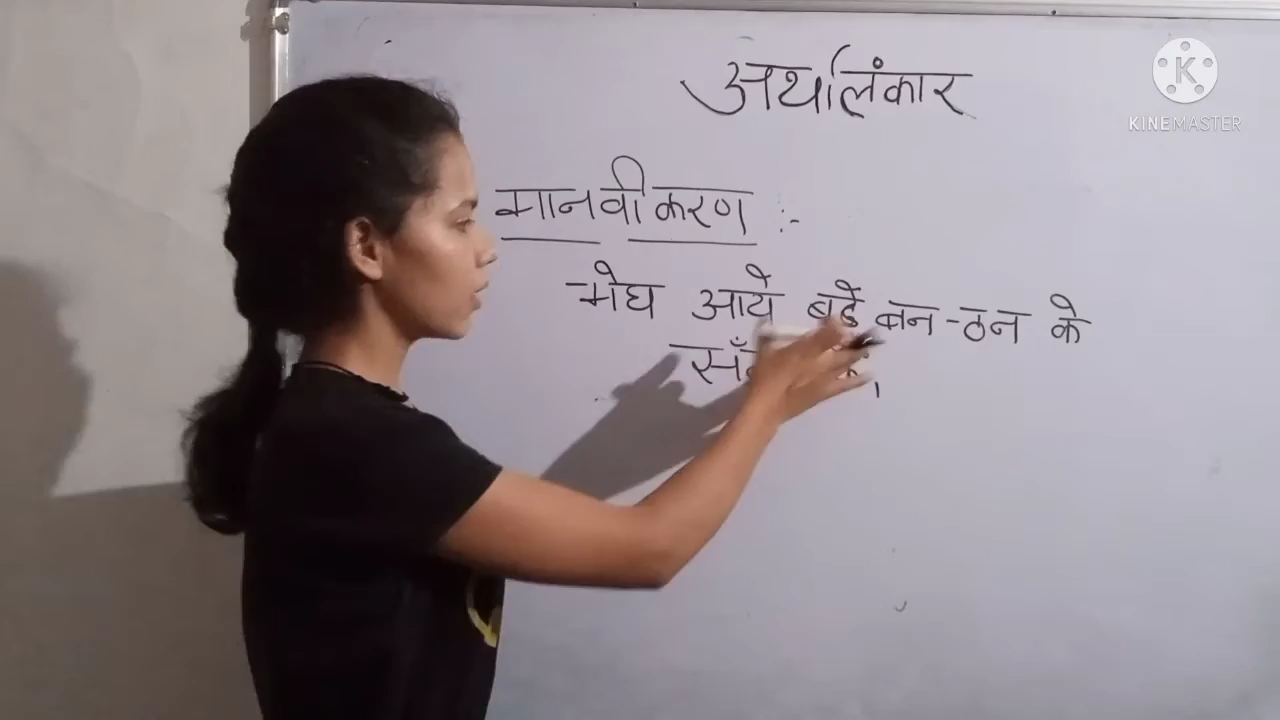 अर्थालंकार
K
KINEMASTER
मानवीकरण :-
मेघ आये बड़े बन-ठन के